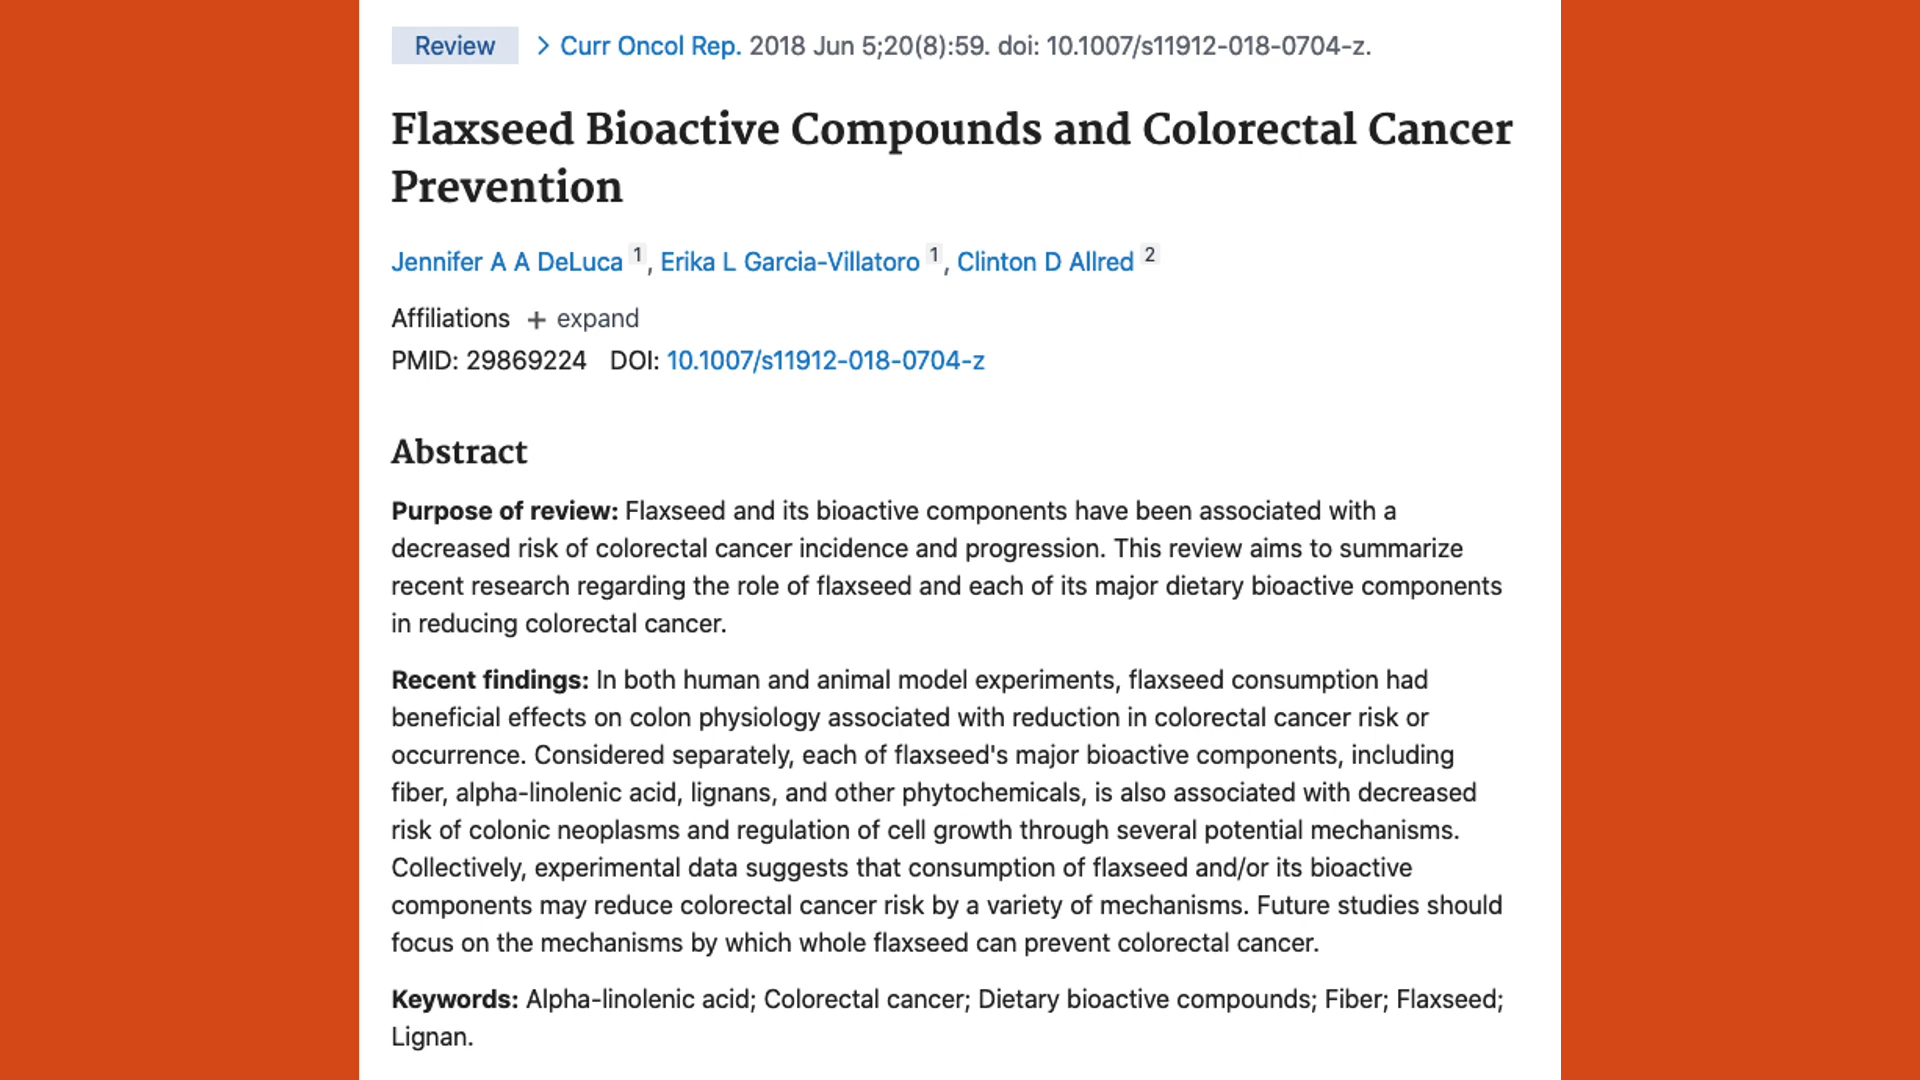 Review > Curr Oncol Rep. 2018 Jun 5;20(8):59. doi: 10.1007/s11912-018-0704-z.
Flaxseed Bioactive Compounds and Colorectal Cancer
Prevention
Jennifer A A DeLuca 1, Erika L Garcia-Villatoro 1, Clinton D Allred 2
Affiliations + expand
PMID: 29869224 DOI: 10.1007/s11912-018-0704-z
Abstract
Purpose of review: Flaxseed and its bioactive components have been associated with a
decreased risk of colorectal cancer incidence and progression. This review aims to summarize
recent research regarding the role of flaxseed and each of its major dietary bioactive components
in reducing colorectal cancer.
Recent findings: In both human and animal model experiments, flaxseed consumption had
beneficial effects on colon physiology associated with reduction in colorectal cancer risk or
occurrence. Considered separately, each of flaxseed's major bioactive components, including
fiber, alpha-linolenic acid, lignans, and other phytochemicals, is also associated with decreased
risk of colonic neoplasms and regulation of cell growth through several potential mechanisms.
Collectively, experimental data suggests that consumption of flaxseed and/or its bioactive
components may reduce colorectal cancer risk by a variety of mechanisms. Future studies should
focus on the mechanisms by which whole flaxseed can prevent colorectal cancer.
Keywords: Alpha-linolenic acid; Colorectal cancer; Dietary bioactive compounds; Fiber; Flaxseed;
Lignan.